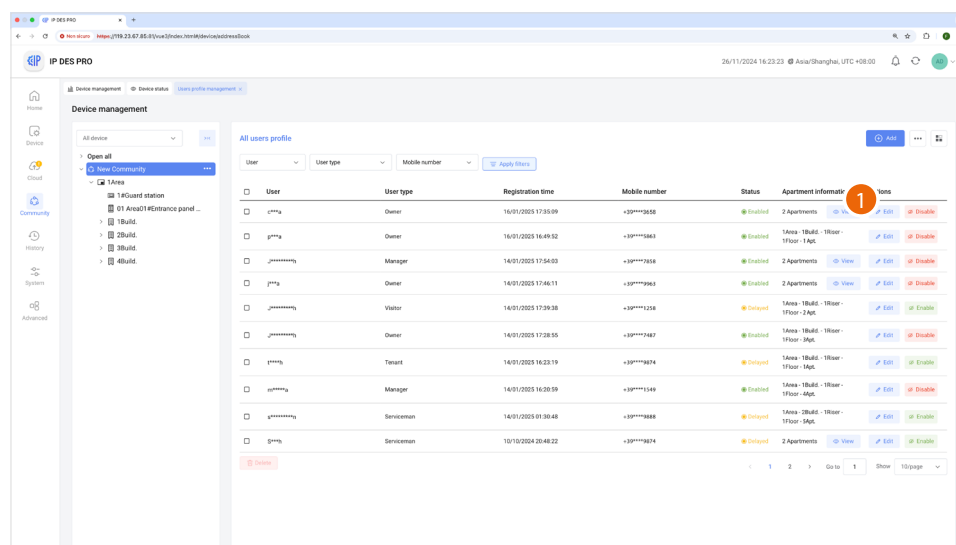 IP DES PRO
Non sicuro https://119.23.67.85:81/vue3/index.html#/device/addressBook
IP DES PRO
26/11/2024 16:23:23 Asia/Shanghai, UTC +08:00
AD
Device management Device status Users profile management
Home
Device management
Device
Cloud
Community
History
System
Advanced
All device
Open all
New Community
1Area
1#Guard station
01 Area01#Entrance panel ...
1Build.
2Build.
3Build.
4Build.
All users profile
Add
User User type Mobile number Apply filters
User User type Registration time Mobile number Status Apartment
1
c***a Owner 16/01/2025 17:35:09 +39****3658 Enabled 2 Apartments Edit Disable
p***a Owner 16/01/2025 16:49:52 +39****5863 Enabled 1Area - 1Build. - 1Riser - 1Floor - 1 Apt. Edit Disable
J*********h Manager 14/01/2025 17:54:03 +39****7858 Enabled 2 Apartments View Edit Disable
j***a Owner 14/01/2025 17:46:11 +39****9963 Enabled 2 Apartments View Edit Disable
J*********h Visitor 14/01/2025 17:39:38 +39****1258 Delayed 1Area - 1Build. - 1Riser - 1Floor - 2 Apt. Edit Enable
J*********h Owner 14/01/2025 17:28:55 +39****7487 Enabled 1Area - 1Build. - 1Riser - 1Floor - 3Apt. Edit Disable
t****h Tenant 14/01/2025 16:23:19 +39****9874 Delayed 1Area - 1Build. - 1Riser - 1Floor - 1Apt. Edit Enable
m*****a Manager 14/01/2025 16:20:59 +39****1549 Enabled 1Area - 1Build. - 1Riser - 1Floor - 4Apt. Edit Disable
s*********n Serviceman 14/01/2025 01:30:48 +39****9888 Delayed 1Area - 2Build. - 1Riser - 1Floor - 5Apt. Edit Enable
S***h Serviceman 10/10/2024 20:48:22 +39****9874 Delayed 2 Apartments View Edit Enable
Delete
1 2 Go to 1 Show 10/page